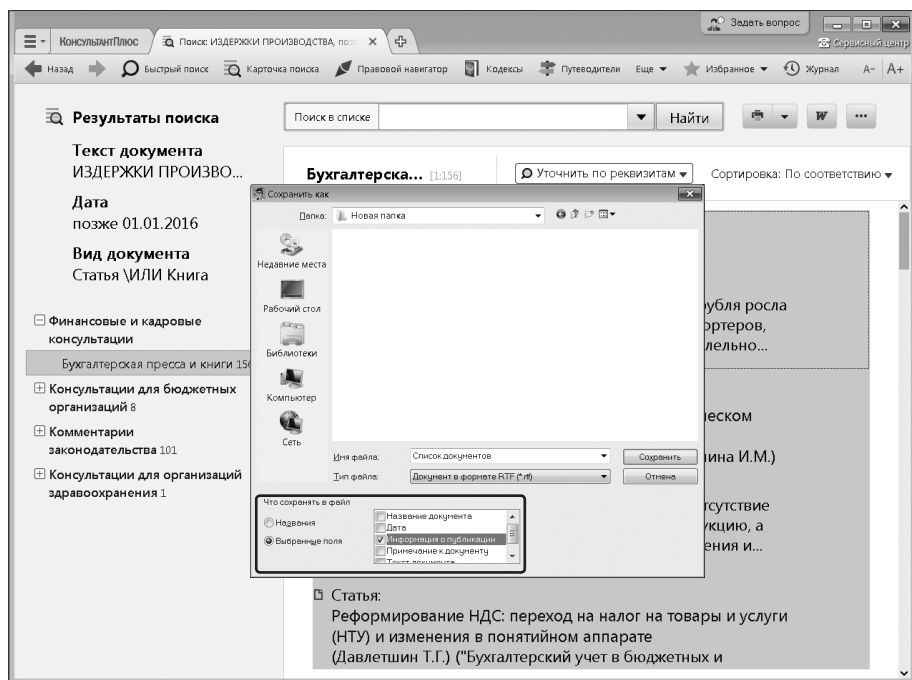 Задать вопрос
КонсультантПлюс
Поиск: ИЗДЕРЖКИ ПРОИЗВОДСТВА, поз
Сервисный центр
Назад
Быстрый поиск
Карточка поиска
Правовой навигатор
Кодексы
Путеводители
Еще
Избранное
Журнал
A- A+
Результаты поиска
Текст документа
ИЗДЕРЖКИ ПРОИЗВО...
Дата
позже 01.01.2016
Вид документа
Статья \ИЛИ Книга
Финансовые и кадровые
консультации
Бухгалтерская пресса и книги 156
Консультации для бюджетных
организаций 8
Комментарии
законодательства 101
Консультации для организаций
здравоохранения 1
Поиск в списке
Найти
W
Бухгалтерска... [1:156]
Уточнить по реквизитам
Сортировка: По соответствию
Сохранить как
Папка: Новая папка
Недавние места
Рабочий стол
Библиотеки
Компьютер
Сеть
Имя файла: Список документов
Сохранить
Тип файла: Документ в формате RTF (*.rtf)
Отмена
Что сохранять в файл
Названия
Выбранные поля
Название документа
Дата
Информация о публикации
Примечание к документу
Текст документа
убля росла
ортеров,
лельно...
еском
ина И.М.)
сутствие
укцию, а
ения и...
Статья:
Реформирование НДС: переход на налог на товары и услуги
(НТУ) и изменения в понятийном аппарате
(Давлетшин Т.Г.) ("Бухгалтерский учет в бюджетных и